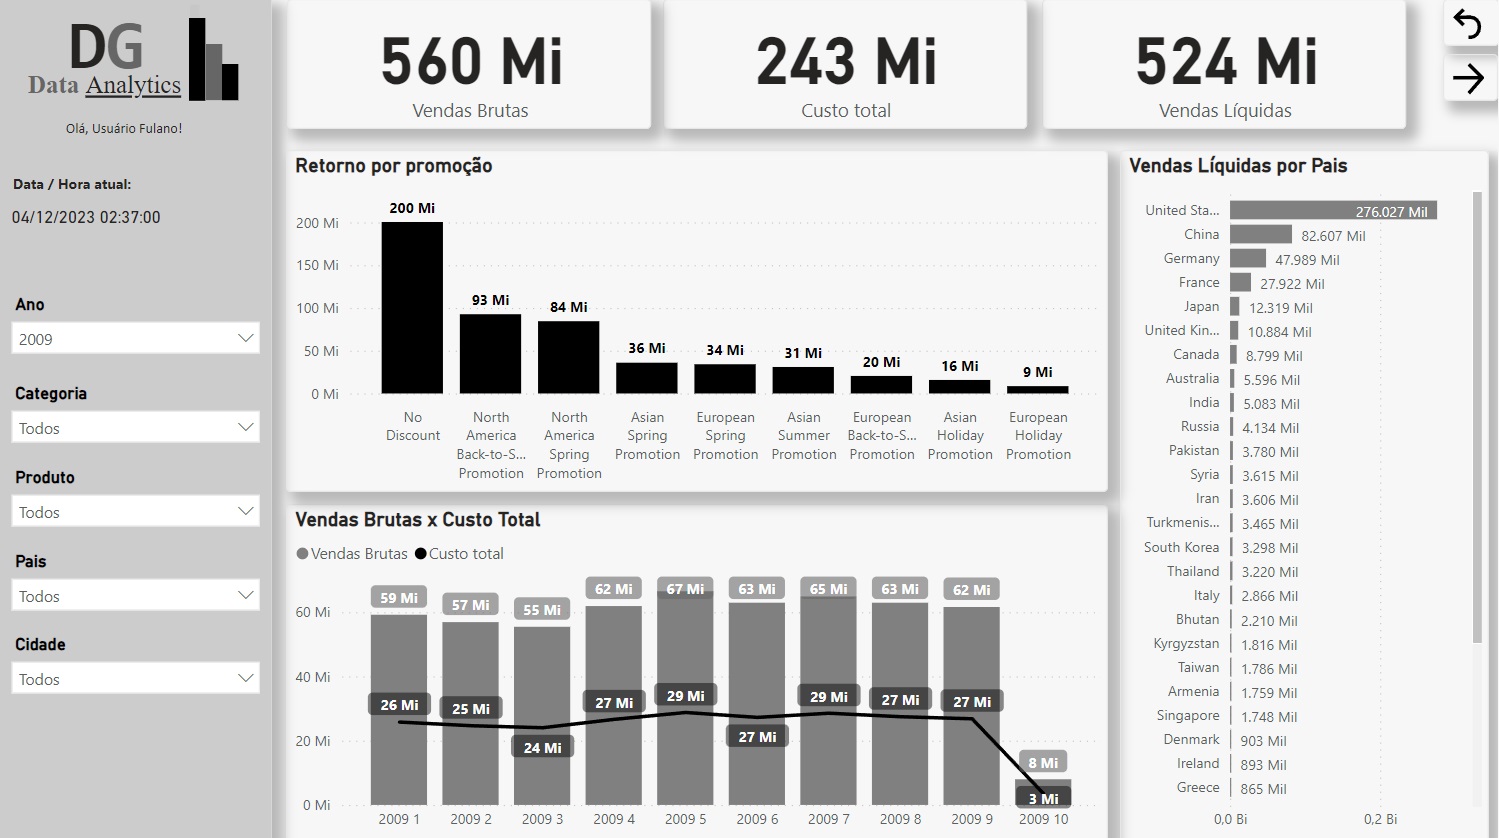 DG
Data Analytics
Olá, Usuário Fulano!
Data / Hora atual:
04/12/2023 02:37:00
Ano
2009
Categoria
Todos
Produto
Todos
Pais
Todos
Cidade
Todos
560 Mi
Vendas Brutas
243 Mi
Custo total
524 Mi
Vendas Líquidas
Retorno por promoção
200 Mi
150 Mi
100 Mi
50 Mi
0 Mi
200 Mi
93 Mi
84 Mi
36 Mi
34 Mi
31 Mi
20 Mi
16 Mi
9 Mi
No
Discount
North
America
Back-to-S...
Promotion
North
America
Spring
Promotion
Asian
Spring
Promotion
European
Spring
Promotion
Asian
Summer
Promotion
European
Back-to-S...
Promotion
Asian
Holiday
Promotion
European
Holiday
Promotion
Vendas Brutas x Custo Total
Vendas Brutas Custo total
60 Mi
40 Mi
20 Mi
0 Mi
59 Mi
57 Mi
55 Mi
62 Mi
67 Mi
63 Mi
65 Mi
63 Mi
62 Mi
8 Mi
26 Mi
25 Mi
24 Mi
27 Mi
29 Mi
27 Mi
29 Mi
27 Mi
27 Mi
3 Mi
2009 1
2009 2
2009 3
2009 4
2009 5
2009 6
2009 7
2009 8
2009 9
2009 10
Vendas Líquidas por Pais
United Sta... 276.027 Mil
China 82.607 Mil
Germany 47.989 Mil
France 27.922 Mil
Japan 12.319 Mil
United Kin... 10.884 Mil
Canada 8.799 Mil
Australia 5.596 Mil
India 5.083 Mil
Russia 4.134 Mil
Pakistan 3.780 Mil
Syria 3.615 Mil
Iran 3.606 Mil
Turkmenis... 3.465 Mil
South Korea 3.298 Mil
Thailand 3.220 Mil
Italy 2.866 Mil
Bhutan 2.210 Mil
Kyrgyzstan 1.816 Mil
Taiwan 1.786 Mil
Armenia 1.759 Mil
Singapore 1.748 Mil
Denmark 903 Mil
Ireland 893 Mil
Greece 865 Mil
0,0 Bi
0,2 Bi